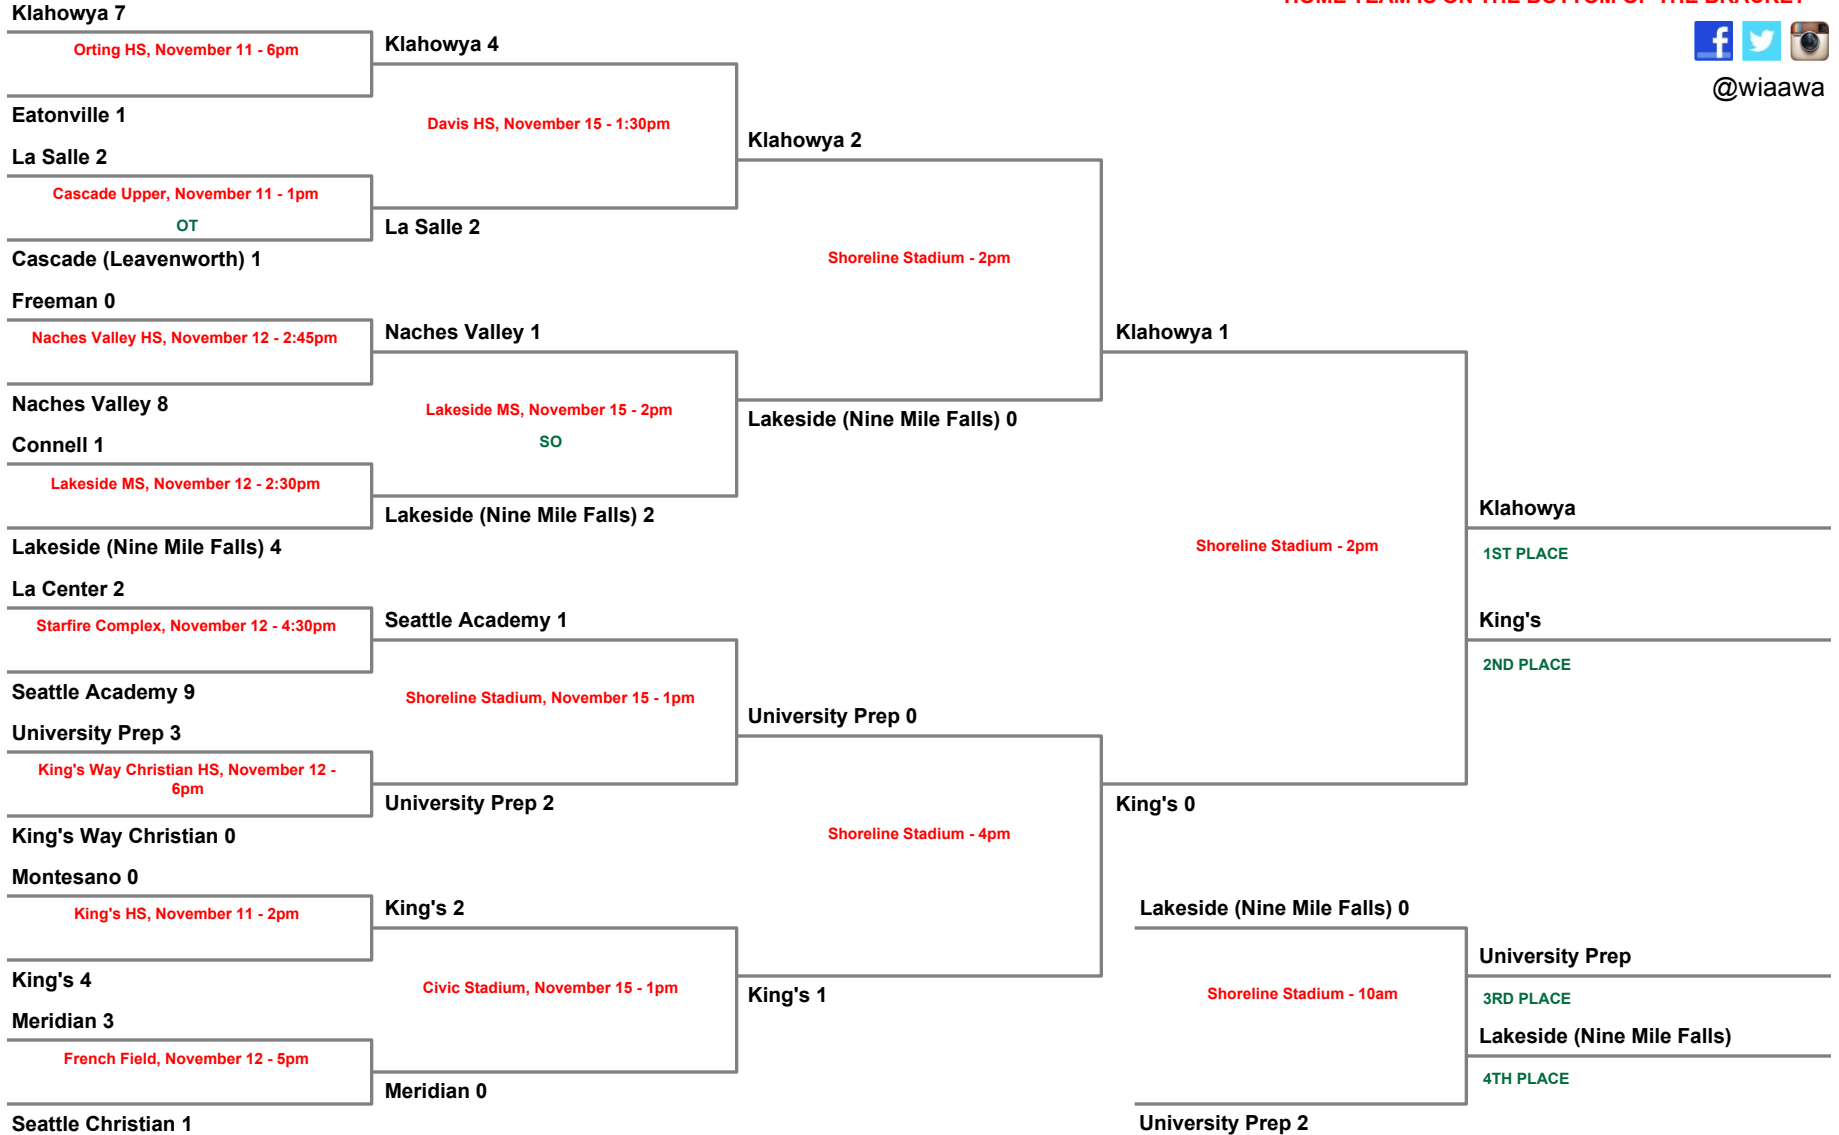 HOME TEAM IS ON THE BOTTOM OF THE BRACKET
@wiaawa
Klahowya 7
Orting HS, November 11 - 6pm
Eatonville 1
La Salle 2
Cascade Upper, November 11 - 1pm
OT
Cascade (Leavenworth) 1
Freeman 0
Naches Valley HS, November 12 - 2:45pm
Naches Valley 8
Connell 1
Lakeside MS, November 12 - 2:30pm
Lakeside (Nine Mile Falls) 4
La Center 2
Starfire Complex, November 12 - 4:30pm
Seattle Academy 9
University Prep 3
King's Way Christian HS, November 12 -
6pm
King's Way Christian 0
Montesano 0
King's HS, November 11 - 2pm
King's 4
Meridian 3
French Field, November 12 - 5pm
Seattle Christian 1
Klahowya 4
Davis HS, November 15 - 1:30pm
La Salle 2
Naches Valley 1
Lakeside MS, November 15 - 2pm
SO
Lakeside (Nine Mile Falls) 2
Seattle Academy 1
Shoreline Stadium, November 15 - 1pm
University Prep 2
King's 2
Civic Stadium, November 15 - 1pm
Meridian 0
Klahowya 2
Shoreline Stadium - 2pm
Lakeside (Nine Mile Falls) 0
University Prep 0
Shoreline Stadium - 4pm
King's 1
Klahowya 1
Shoreline Stadium - 2pm
King's 0
Klahowya
1ST PLACE
King's
2ND PLACE
Lakeside (Nine Mile Falls) 0
Shoreline Stadium - 10am
University Prep 2
University Prep
3RD PLACE
Lakeside (Nine Mile Falls)
4TH PLACE